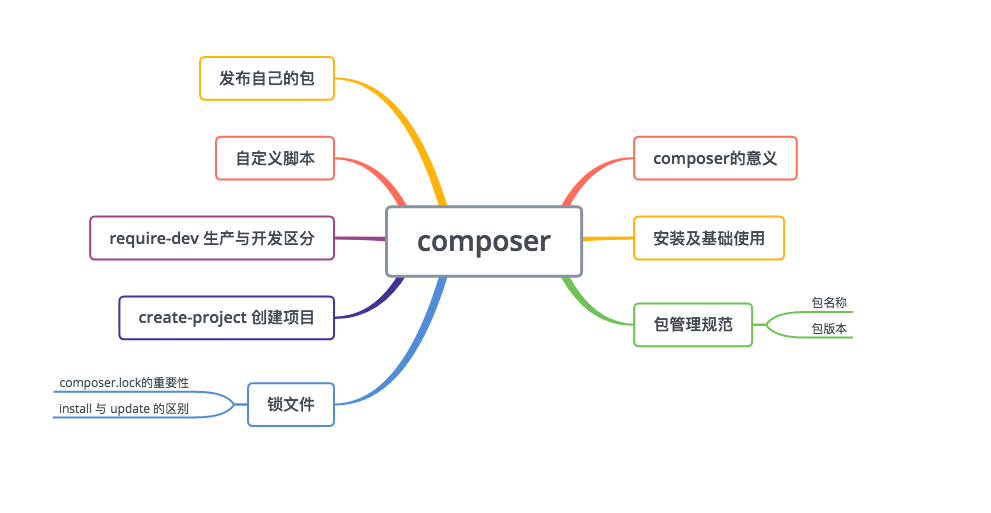 composer
composer的意义
安装及基础使用
包管理规范
包名称
包版本
发布自己的包
自定义脚本
require-dev 生产与开发区分
create-project 创建项目
锁文件
composer.lock的重要性
install 与 update 的区别